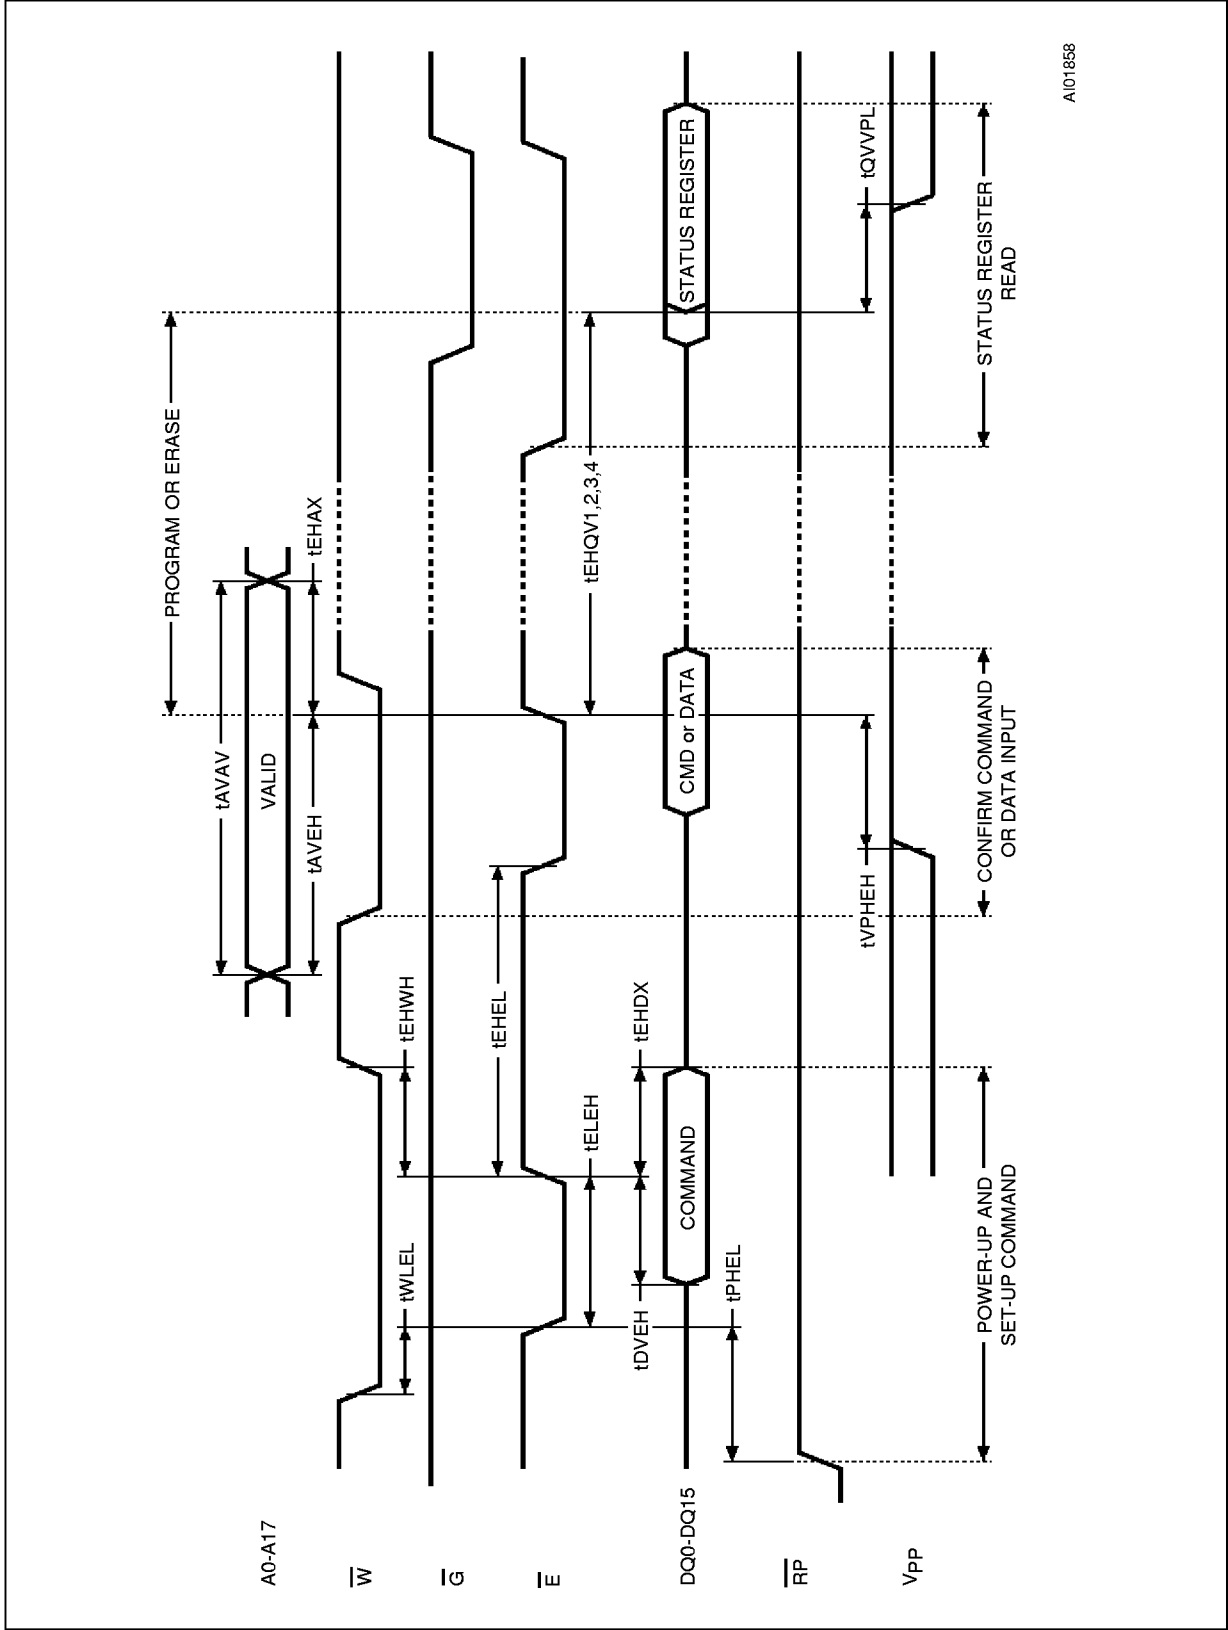 PROGRAM OR ERASE
tAVAV
A0-A17
VALID
tAVEH
tEHAX
W
tWLEL
tEHWH
G
tEHEL
E
tELEH
tEHQV1,2,3,4
tDVEH
tEHDX
DQ0-DQ15
COMMAND
CMD or DATA
STATUS REGISTER
tPHEL
RP
tVPHEH
tQVVPL
VPP
POWER-UP AND
SET-UP COMMAND
CONFIRM COMMAND
OR DATA INPUT
STATUS REGISTER
READ
AI01858